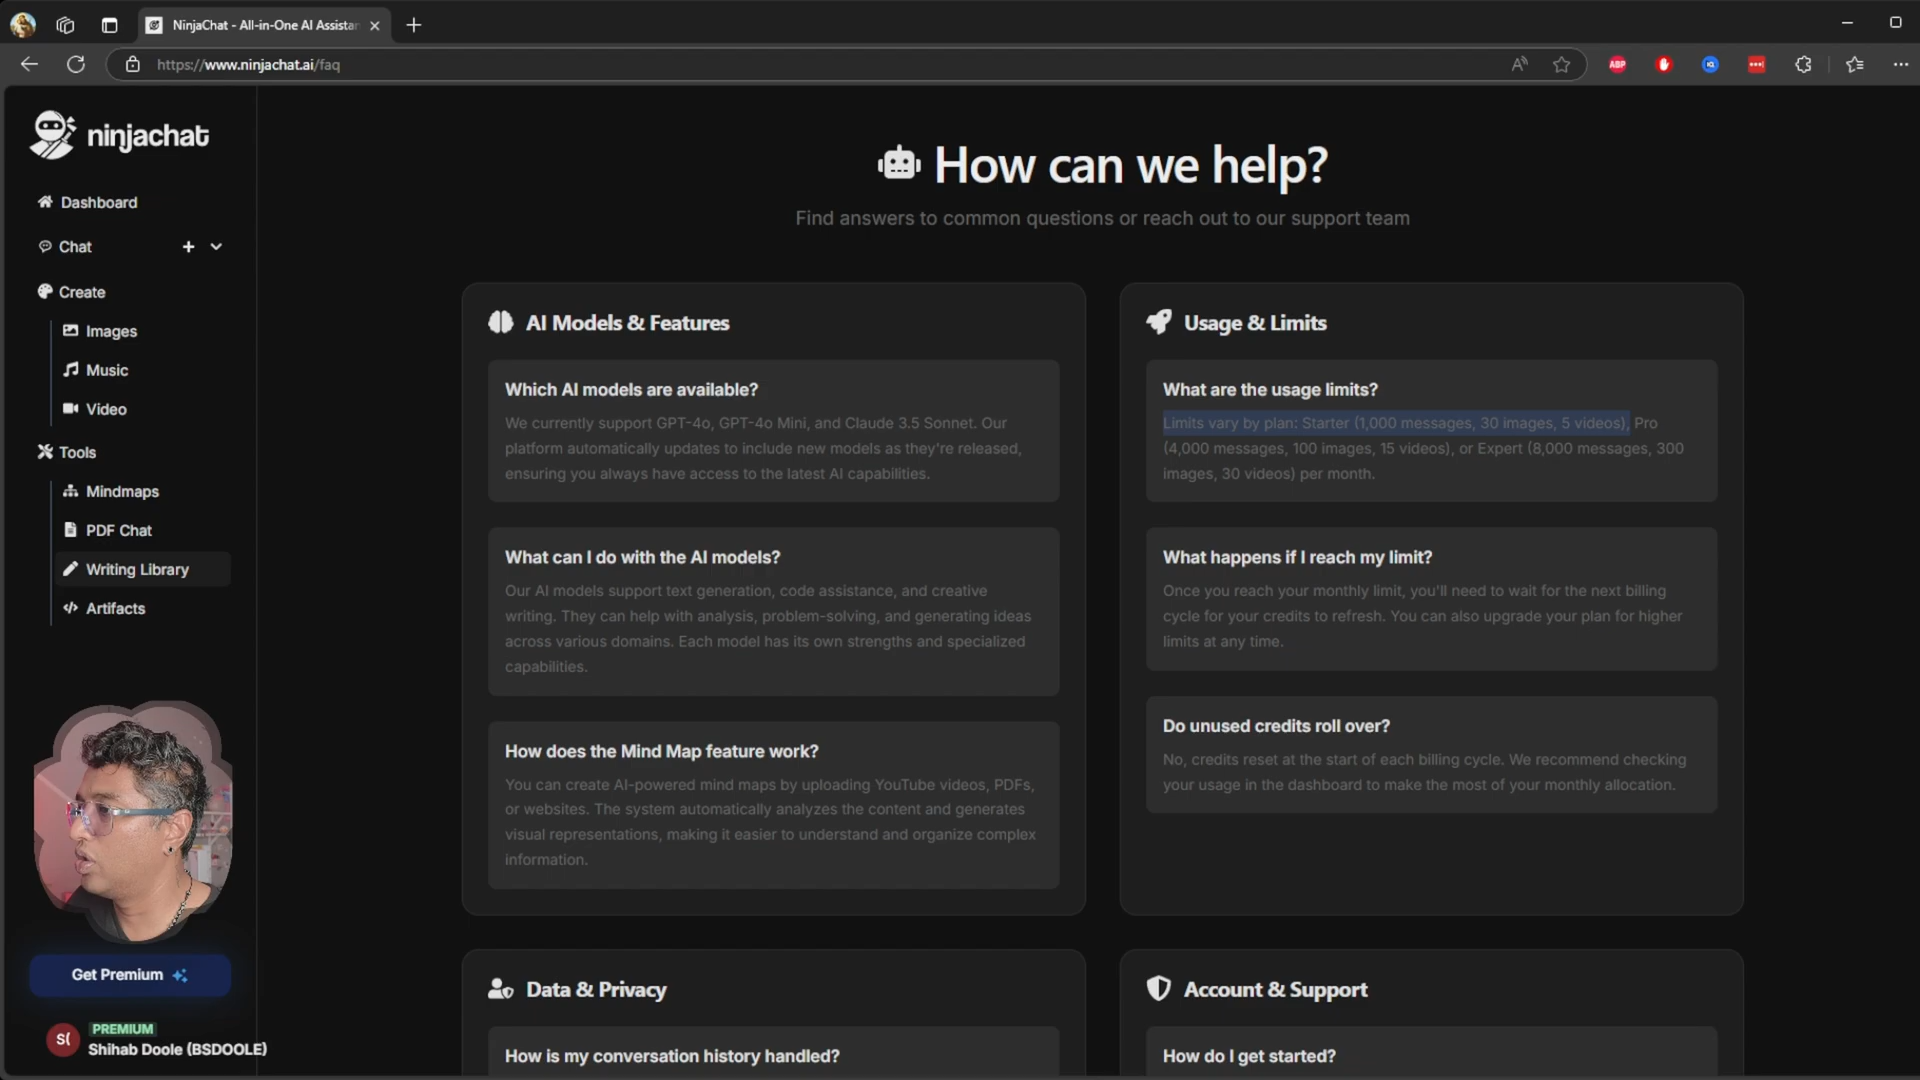 NinjaChat - All-in-One AI Assistan
https://www.ninjachat.ai/faq
ABP
ninjachat
Dashboard
Chat
Create
Images
Music
Video
Tools
Mindmaps
PDF Chat
Writing Library
Artifacts
Get Premium
S(
PREMIUM
Shihab Doole (BSDOOLE)
How can we help?
Find answers to common questions or reach out to our support team
AI Models & Features
Which AI models are available?
We currently support GPT-4o, GPT-4o Mini, and Claude 3.5 Sonnet. Our
platform automatically updates to include new models as they're released,
ensuring you always have access to the latest AI capabilities.
What can I do with the AI models?
Our AI models support text generation, code assistance, and creative
writing. They can help with analysis, problem-solving, and generating ideas
across various domains. Each model has its own strengths and specialized
capabilities.
How does the Mind Map feature work?
You can create AI-powered mind maps by uploading YouTube videos, PDFs,
or websites. The system automatically analyzes the content and generates
visual representations, making it easier to understand and organize complex
information.
Usage & Limits
What are the usage limits?
Limits vary by plan: Starter (1,000 messages, 30 images, 5 videos), Pro
(4,000 messages, 100 images, 15 videos), or Expert (8,000 messages, 300
images, 30 videos) per month.
What happens if I reach my limit?
Once you reach your monthly limit, you'll need to wait for the next billing
cycle for your credits to refresh. You can also upgrade your plan for higher
limits at any time.
Do unused credits roll over?
No, credits reset at the start of each billing cycle. We recommend checking
your usage in the dashboard to make the most of your monthly allocation.
Data & Privacy
How is my conversation history handled?
Account & Support
How do I get started?